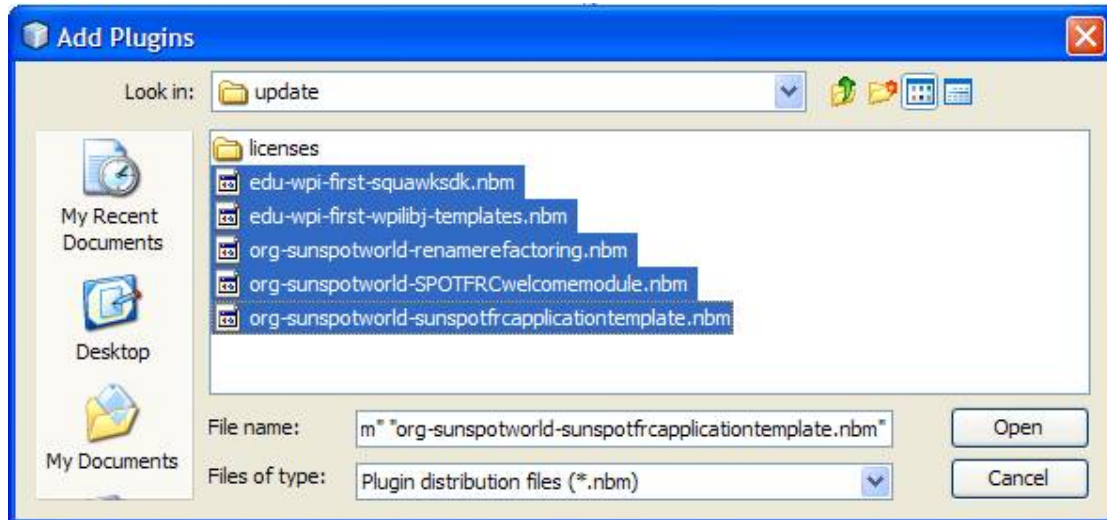 Add Plugins
Look in: update
licenses
edu-wpi-first-squawksdk.nbm
edu-wpi-first-wpilibj-templates.nbm
org-sunspotworld-renamerefactoring.nbm
org-sunspotworld-SPOTFRCwelcomemodule.nbm
org-sunspotworld-sunspotfrcapplicationtemplate.nbm
My Recent
Documents
Desktop
My Documents
File name: m" "org-sunspotworld-sunspotfrcapplicationtemplate.nbm" Open
Files of type: Plugin distribution files (*.nbm) Cancel